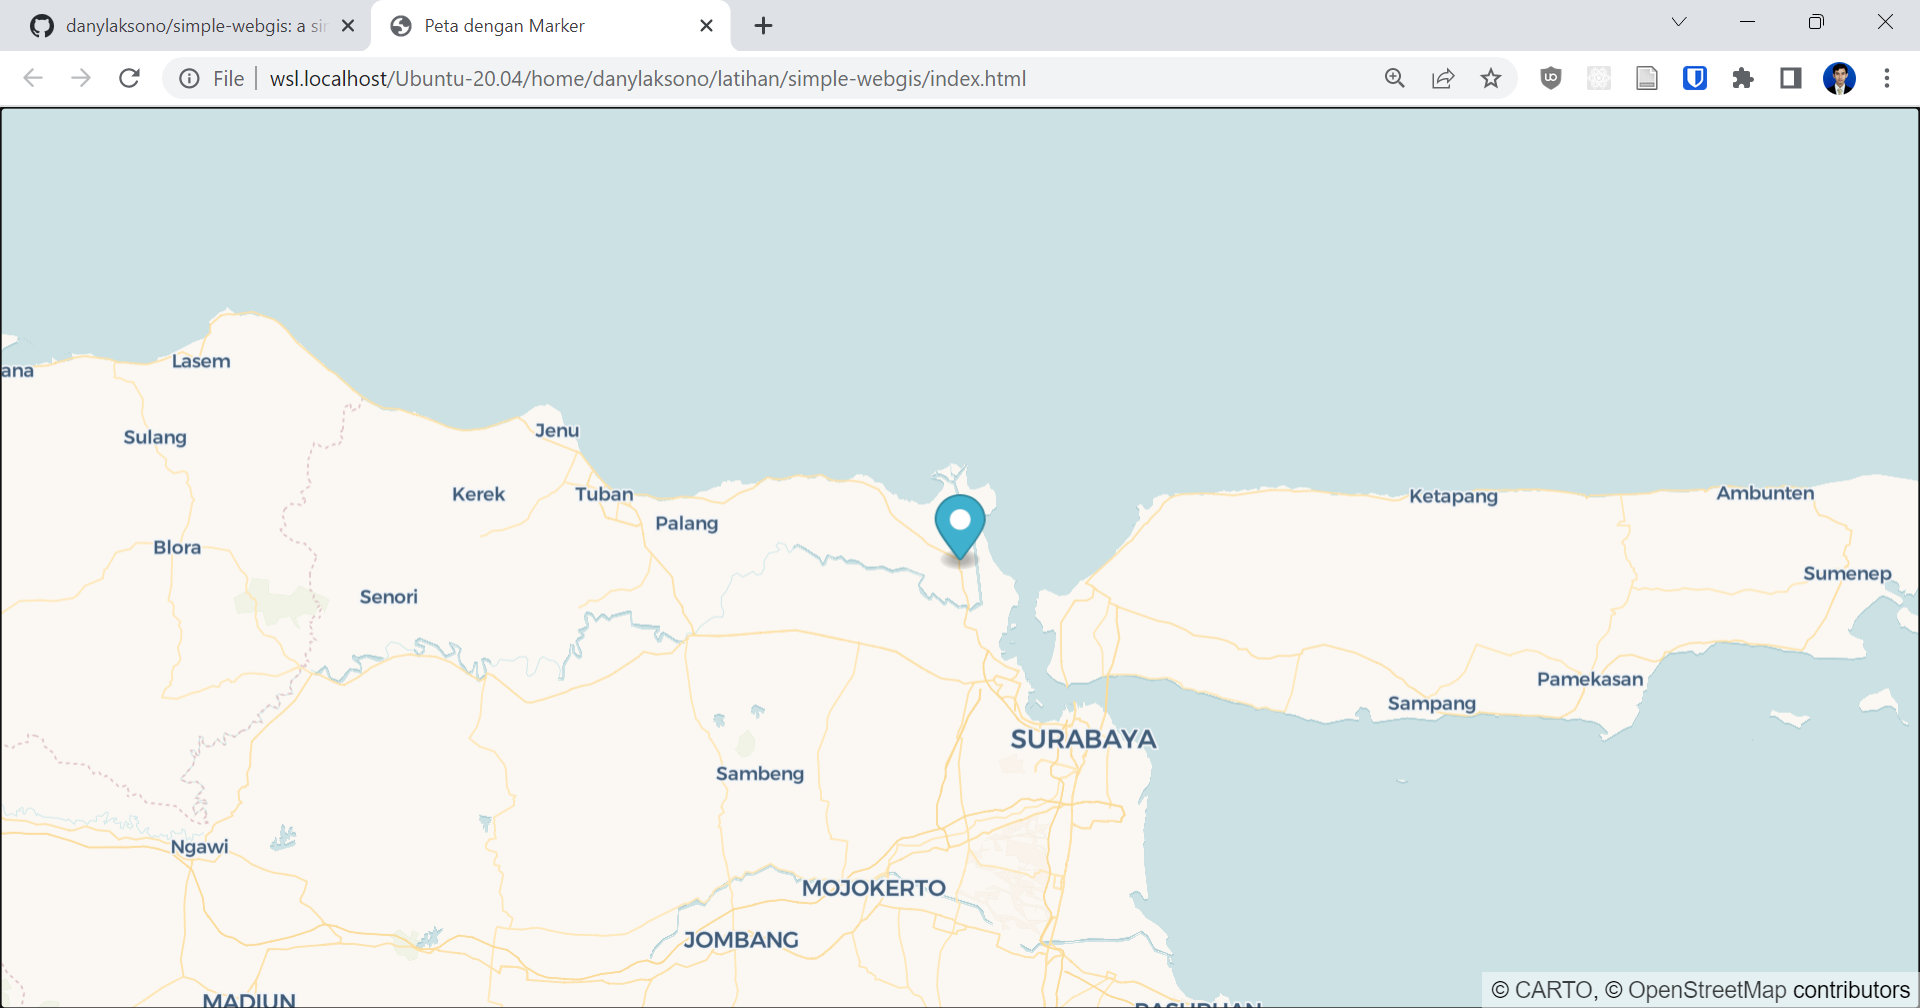 danylaksono/simple-webgis: a si
Peta dengan Marker
File
wsl.localhost/Ubuntu-20.04/home/danylaksono/latihan/simple-webgis/index.html
Lasem
ana
Jenu
Sulang
Kerek
Tuban
Ketapang
Ambunten
Palang
Blora
Sumenep
Senori
Pamekasan
Sampang
SURABAYA
Sambeng
Ngawi
MOJOKERTO
JOMBANG
MADIUN
PASURUAN
© CARTO, © OpenStreetMap contributors